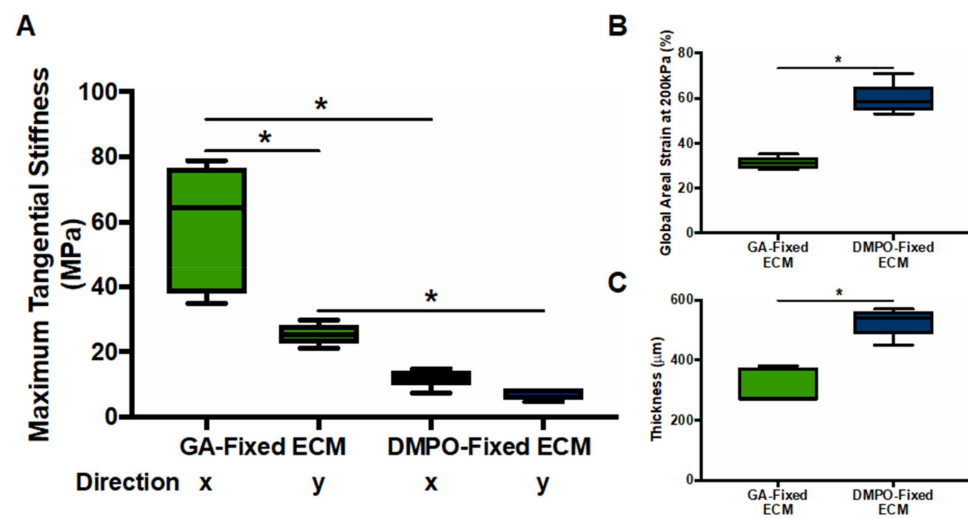 A
Maximum Tangential Stiffness
(MPa)
100
80
60
40
20
0
*
*
*
GA-Fixed ECM DMPO-Fixed ECM
Direction x y x y
B
Global Areal Strain at 200kPa (%)
80
60
40
20
0
*
GA-Fixed DMPO-Fixed
ECM ECM
C
Thickness (μm)
600
400
200
0
*
GA-Fixed DMPO-Fixed
ECM ECM